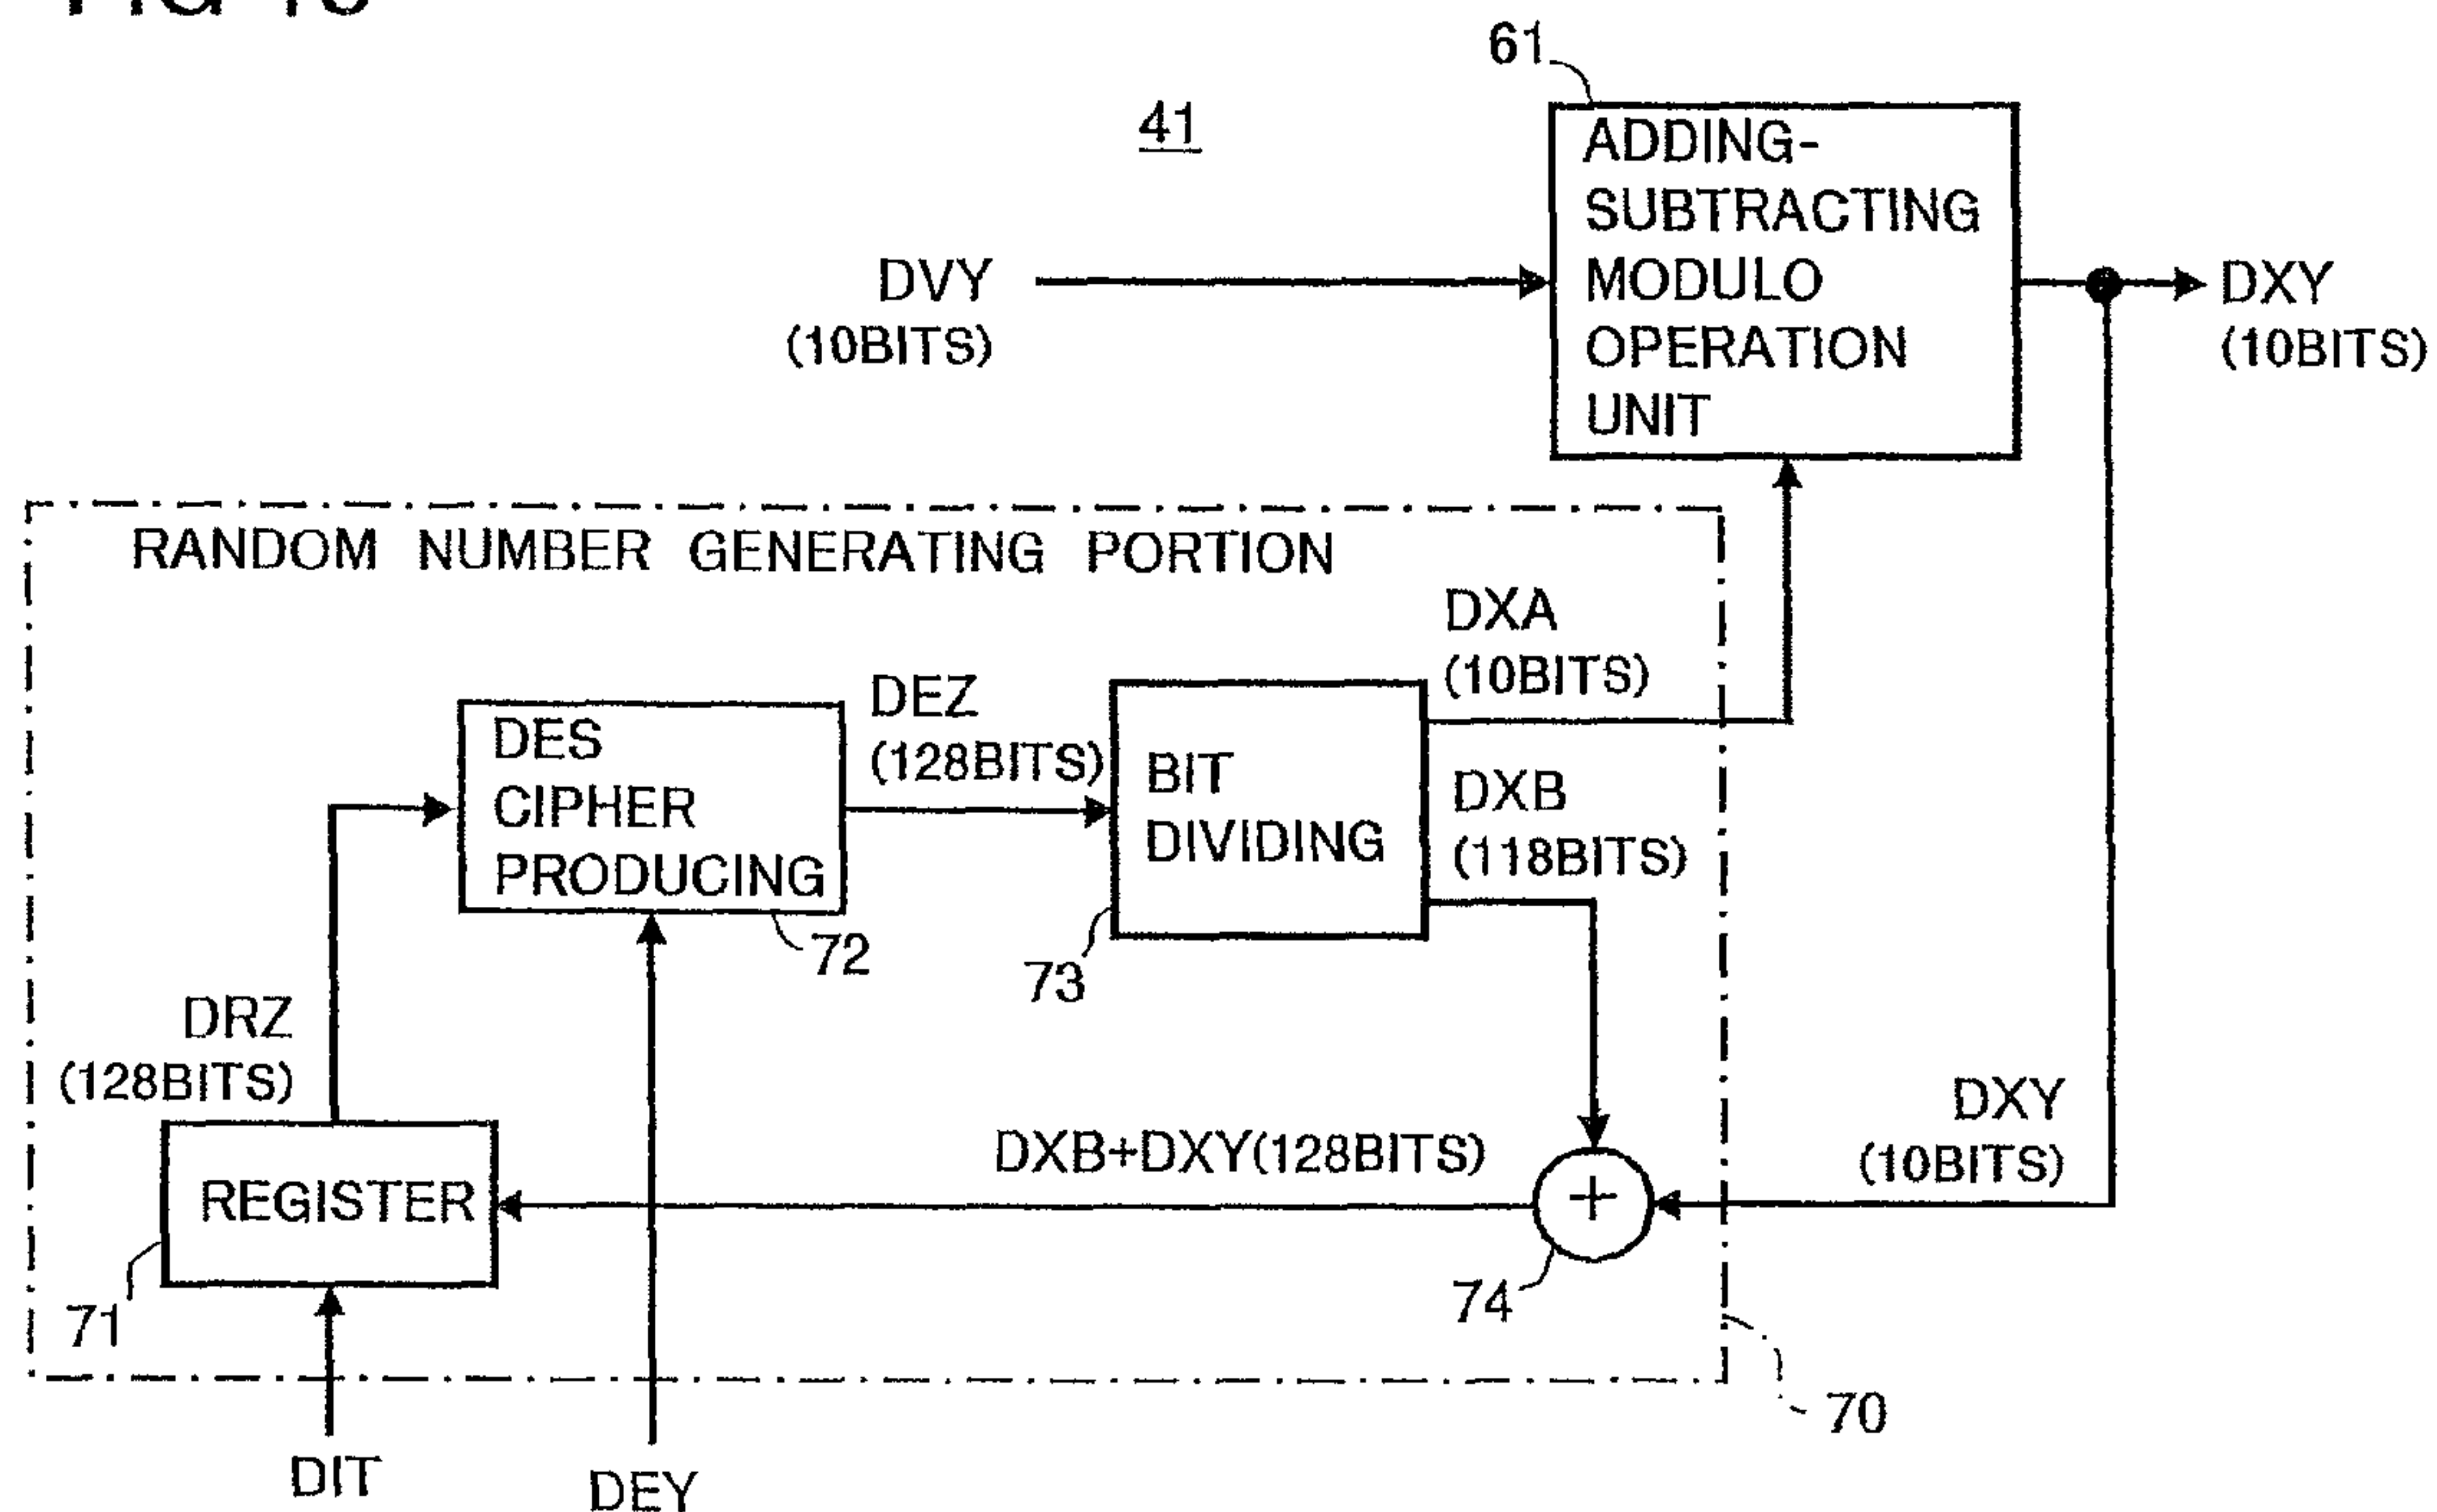 61
41
ADDING-
SUBTRACTING
MODULO
OPERATION
UNIT
DVY
(10BITS)
DXY
(10BITS)
RANDOM NUMBER GENERATING PORTION
DXA
(10BITS)
DES
CIPHER
PRODUCING
DEZ
(128BITS)
BIT
DIVIDING
DXB
(118BITS)
72
73
DRZ
(128BITS)
DXB+DXY(128BITS)
DXY
(10BITS)
REGISTER
+
71
74
70
DIT
DEY